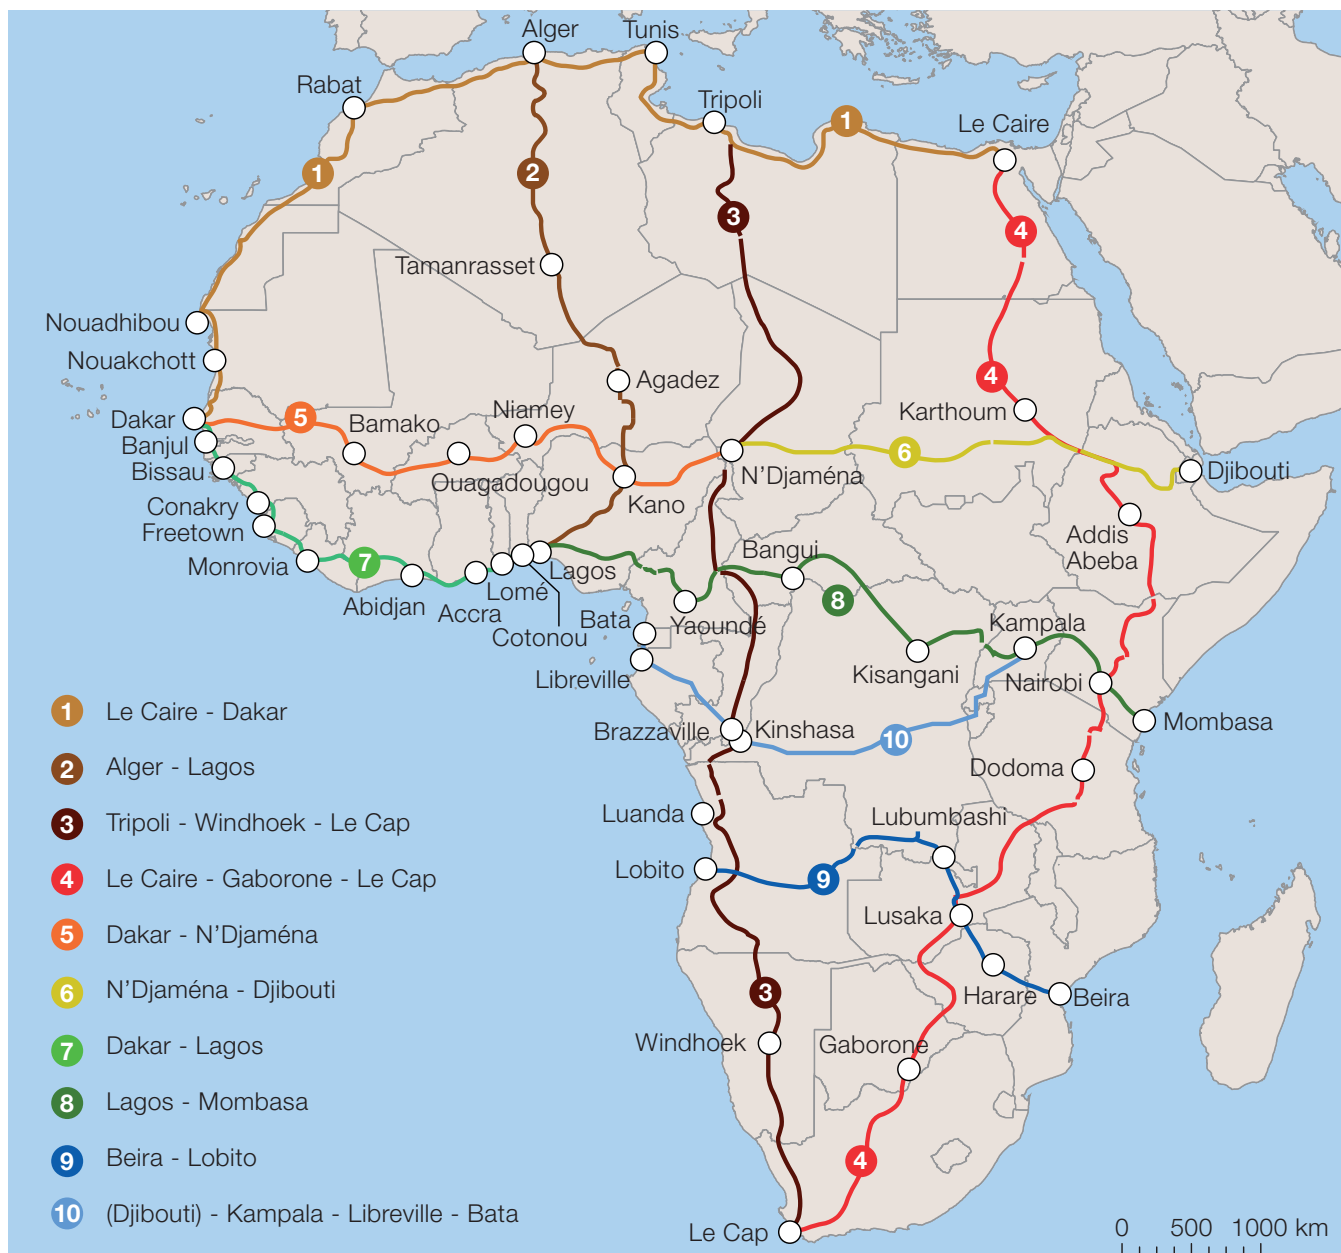 Alger
Tunis
Rabat
Tripoli
1
Le Caire
1
2
3
4
Tamanrasset
Nouadhibou
Nouakchott
Agadez
4
Karthoum
Dakar
5
Niamey
Bamako
Banjul
Bissau
6
Djibouti
Ouagadougou
N'Djaména
Kano
Conakry
Freetown
Addis
Abeba
Monrovia
7
Lagos
Bangui
Lomé
Abidjan
Accra
8
Cotonou
Bata
Yaoundé
Kampala
Libreville
Kisangani
Nairobi
1 Le Caire - Dakar
Brazzaville
Kinshasa
10
Mombasa
2 Alger - Lagos
Dodoma
3 Tripoli - Windhoek - Le Cap
Luanda
Lubumbashi
4 Le Caire - Gaborone - Le Cap
Lobito
9
Lusaka
5 Dakar - N'Djaména
6 N'Djaména - Djibouti
3
Harare
Beira
7 Dakar - Lagos
Windhoek
Gaborone
8 Lagos - Mombasa
9 Beira - Lobito
4
10 (Djibouti) - Kampala - Libreville - Bata
Le Cap
0 500 1000 km